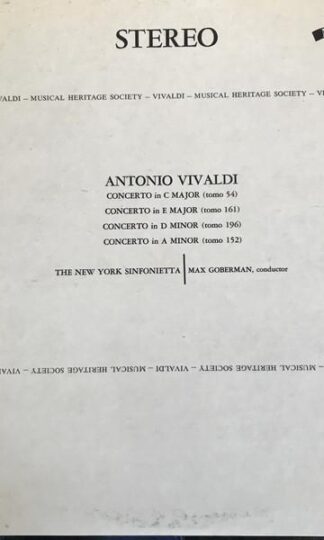 STEREO
VALDI – MUSICAL HERITAGE SOCIETY – VIVALDI – MUSICAL HERITAGE SOCIETY – VI
ANTONIO VIVALDI
CONCERTO in C MAJOR (tomo 54)
CONCERTO in E MAJOR (tomo 161)
CONCERTO in D MINOR (tomo 196)
CONCERTO in A MINOR (tomo 152)
THE NEW YORK SINFONIETTA | MAX GOBERMAN, conductor
MUSICAL HERITAGE SOCIETY – VIVALDI – MUSICAL HERITAGE SOCIETY – VIVA